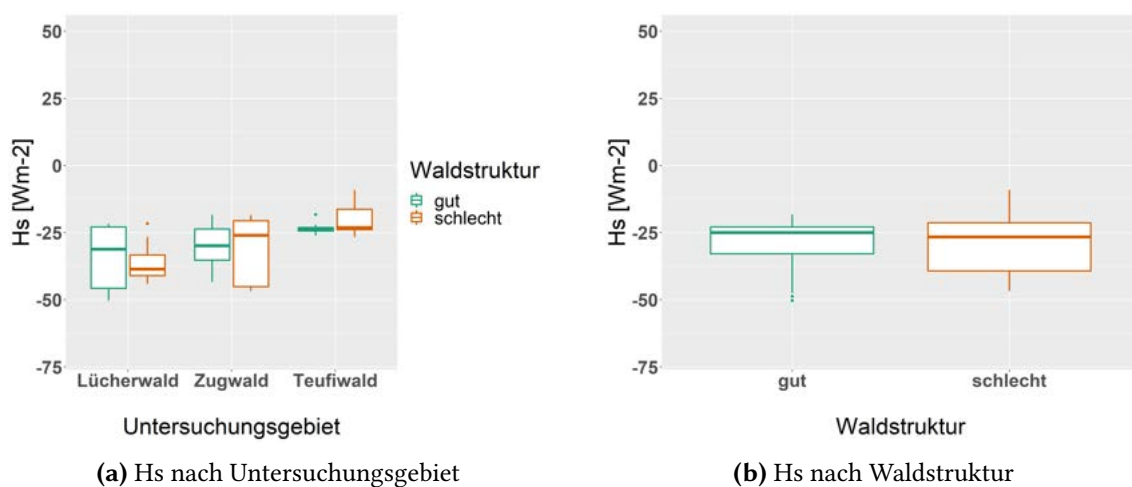 50
25
0
-25
-50
-75
Hs [Wm-2]
Lücherwald Zugwald Teufiwald
Untersuchungsgebiet
Waldstruktur
gut
schlecht
(a) Hs nach Untersuchungsgebiet
50
25
0
-25
-50
-75
Hs [Wm-2]
gut schlecht
Waldstruktur
(b) Hs nach Waldstruktur